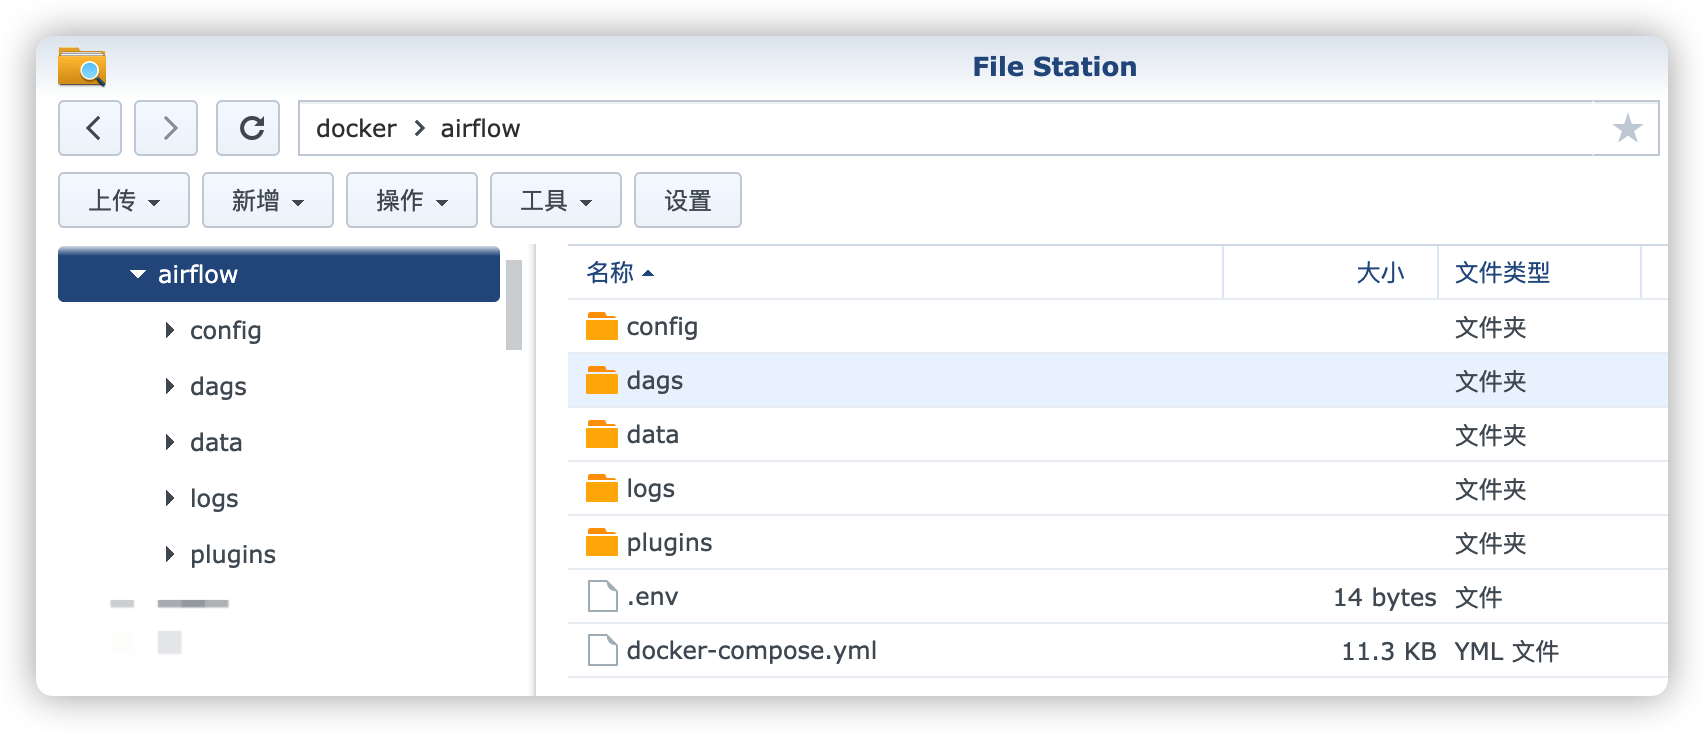 File Station
docker > airflow
上传 新增 操作 工具 设置
airflow
config
dags
data
logs
plugins
名称 大小 文件类型
config 文件夹
dags 文件夹
data 文件夹
logs 文件夹
plugins 文件夹
.env 14 bytes 文件
docker-compose.yml 11.3 KB YML 文件